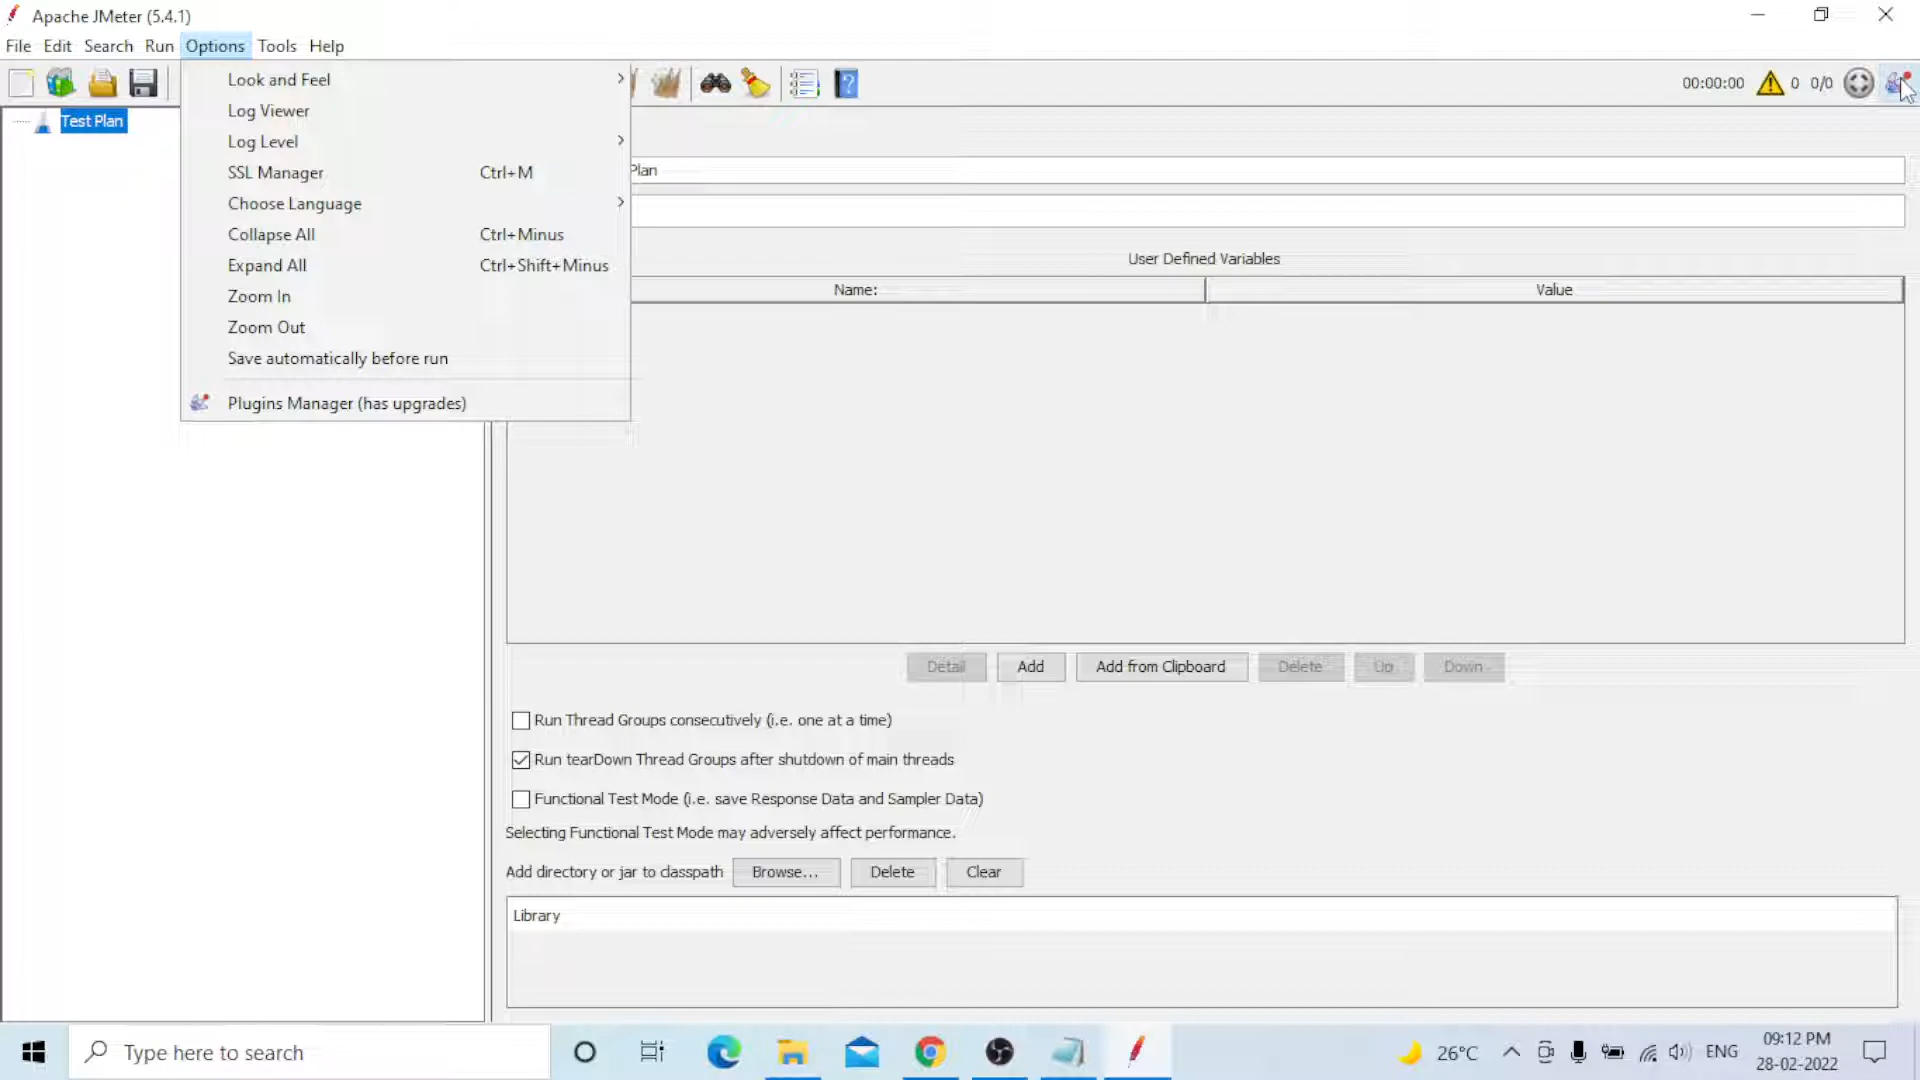 Apache JMeter (5.4.1)
File Edit Search Run Options Tools Help
00:00:00 0 0/0
Test Plan
Look and Feel
Log Viewer
Log Level
SSL Manager Ctrl+M
Choose Language
Collapse All Ctrl+Minus
Expand All Ctrl+Shift+Minus
Zoom In
Zoom Out
Save automatically before run
Plugins Manager (has upgrades)
Plan
User Defined Variables
Name: Value
Detail Add Add from Clipboard Delete Up Down
Run Thread Groups consecutively (i.e. one at a time)
Run tearDown Thread Groups after shutdown of main threads
Functional Test Mode (i.e. save Response Data and Sampler Data)
Selecting Functional Test Mode may adversely affect performance.
Add directory or jar to classpath Browse... Delete Clear
Library
Type here to search
26°C ENG
09:12 PM
28-02-2022